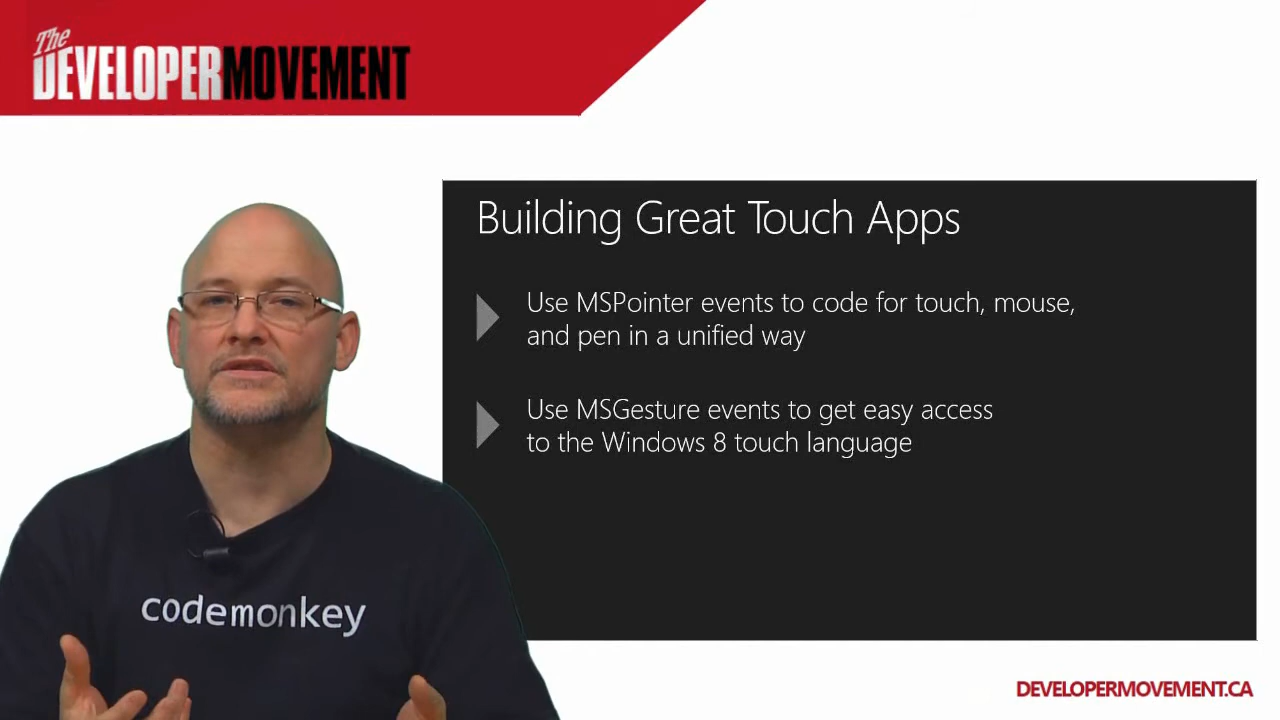 The
DEVELOPERMOVEMENT
Building Great Touch Apps
Use MSPointer events to code for touch, mouse,
and pen in a unified way
Use MSGesture events to get easy access
to the Windows 8 touch language
codemonkey
DEVELOPERMOVEMENT.CA